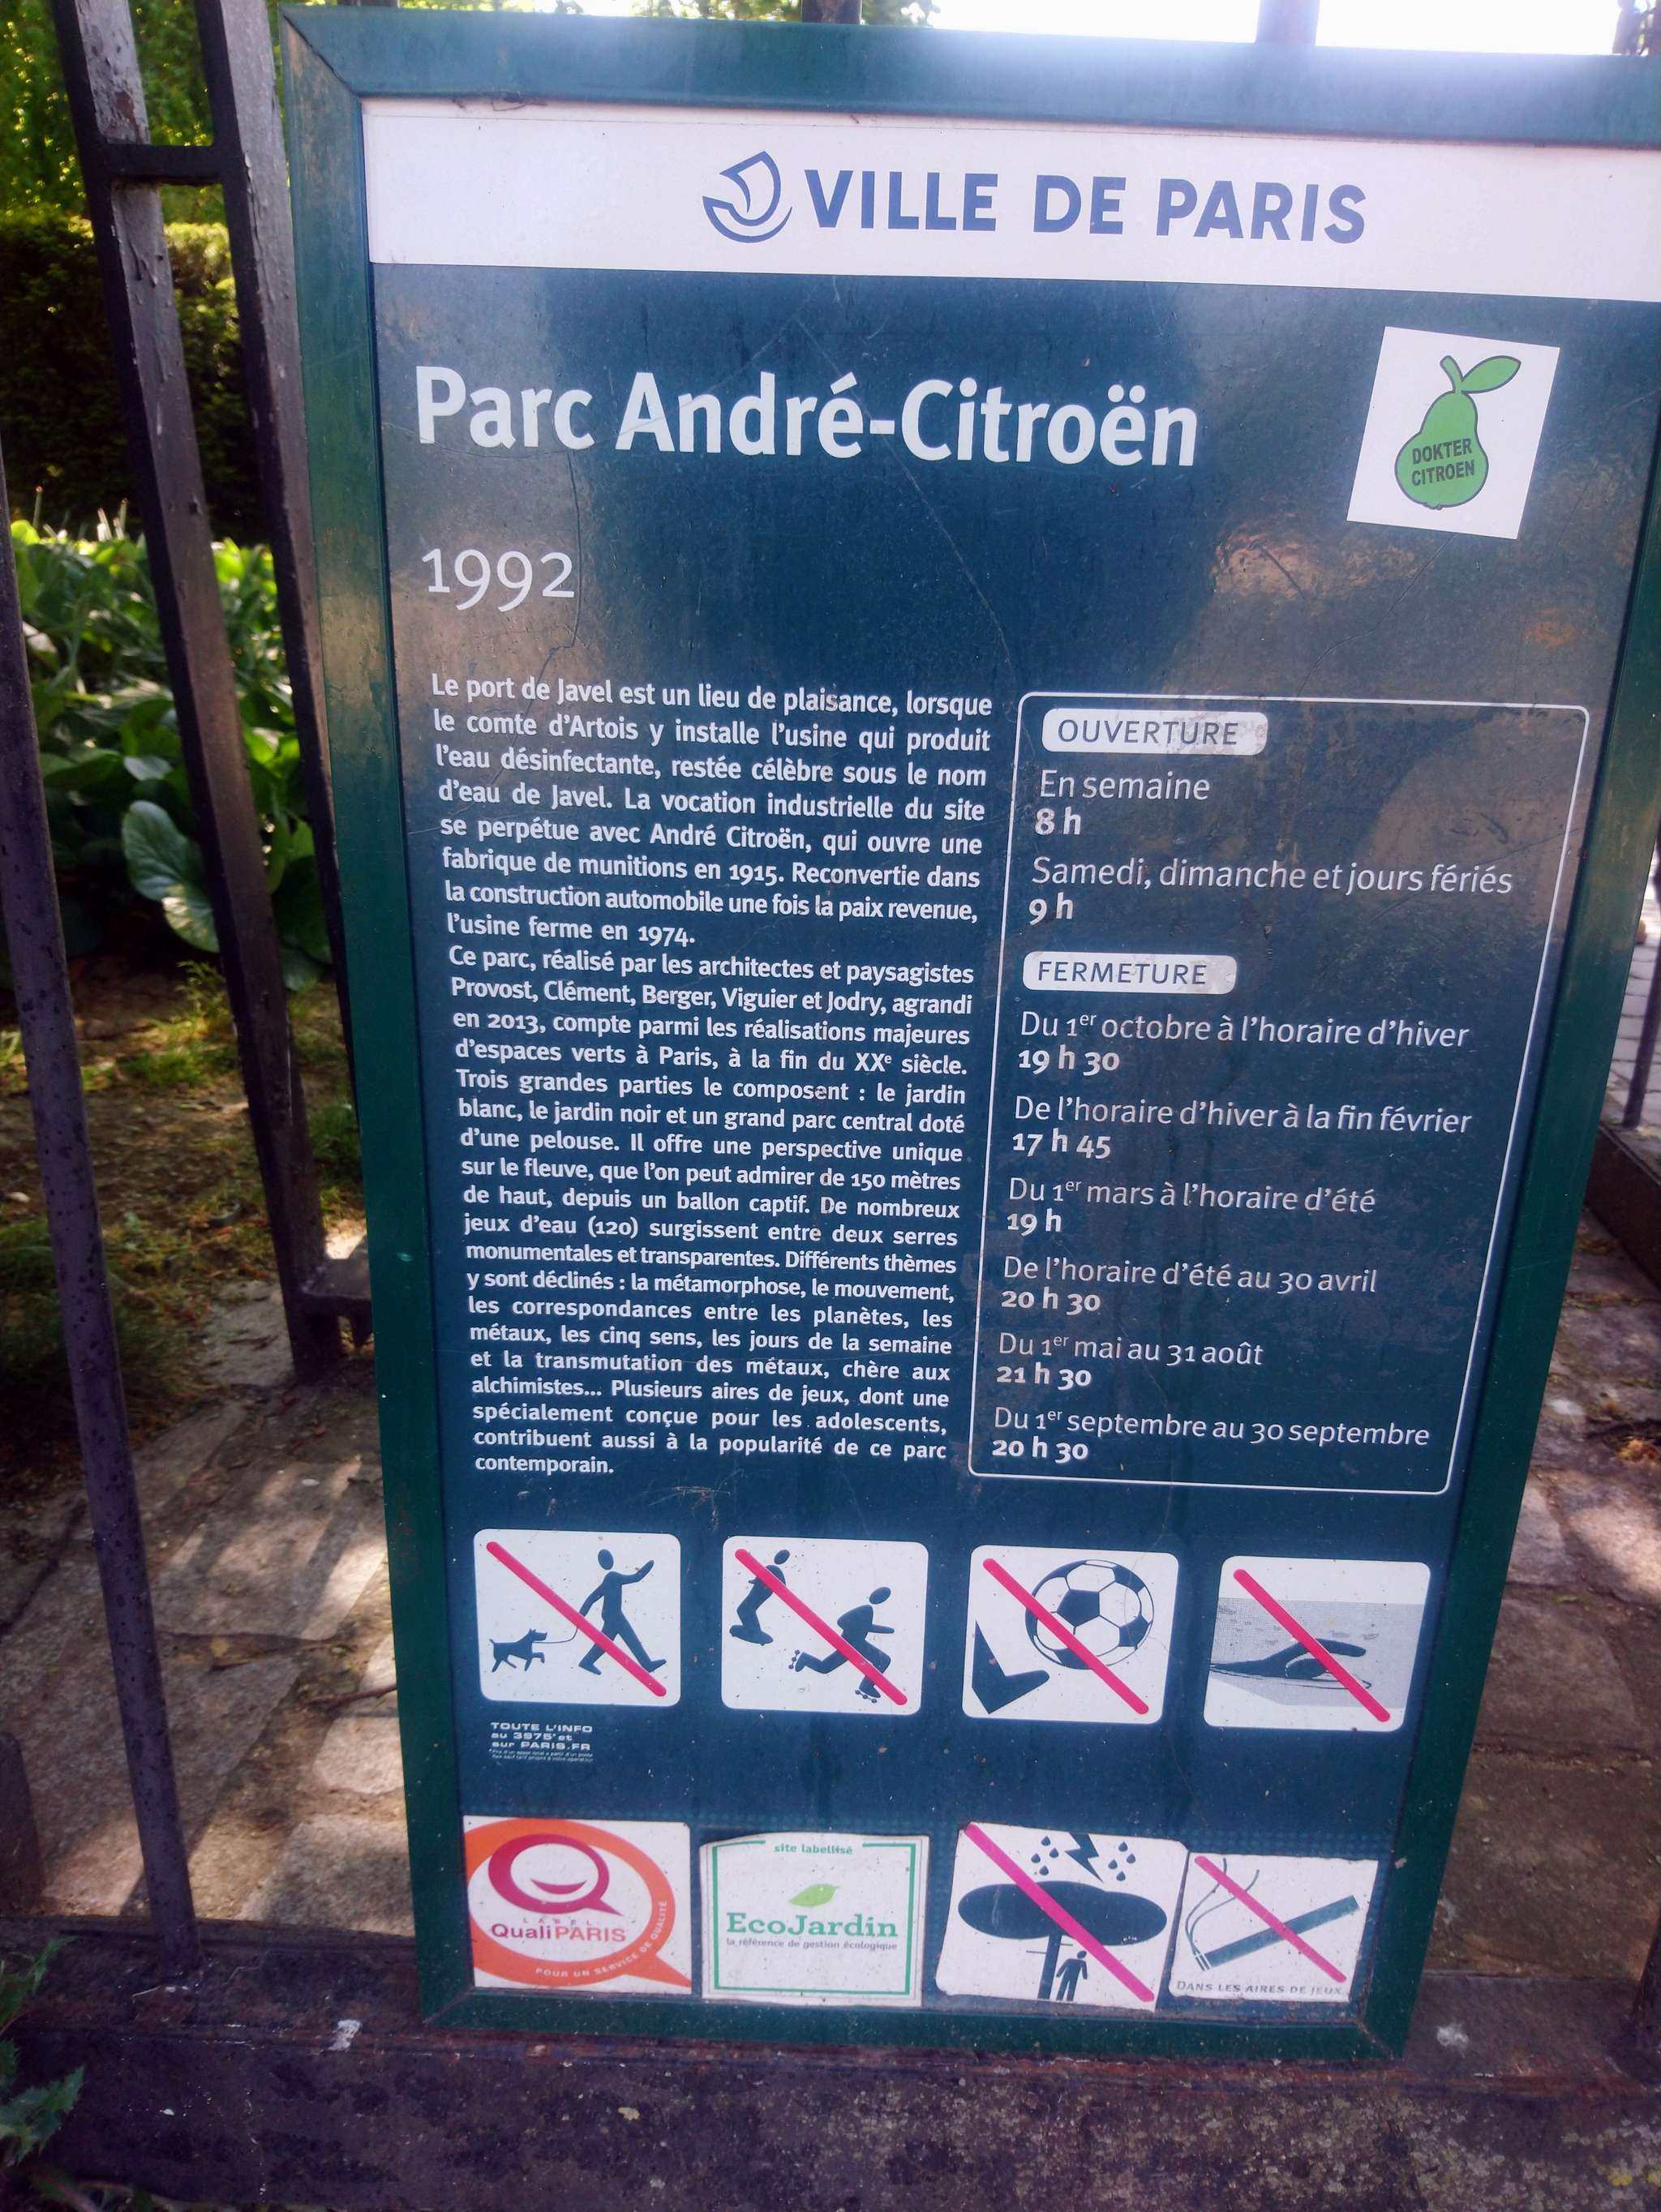 VILLE DE PARIS
Parc André-Citroën
DOKTER
CITROEN
1992
Le port de Javel est un lieu de plaisance, lorsque
le comte d'Artois y installe l'usine qui produit
l'eau désinfectante, restée célèbre sous le nom
d'eau de Javel. La vocation industrielle du site
se perpétue avec André Citroën, qui ouvre une
fabrique de munitions en 1915. Reconvertie dans
la construction automobile une fois la paix revenue,
l'usine ferme en 1974.
Ce parc, réalisé par les architectes et paysagistes
Provost, Clément, Berger, Viguier et Jodry, agrandi
en 2013, compte parmi les réalisations majeures
d'espaces verts à Paris, à la fin du XXe siècle.
Trois grandes parties le composent : le jardin
blanc, le jardin noir et un grand parc central doté
d'une pelouse. Il offre une perspective unique
sur le fleuve, que l'on peut admirer de 150 mètres
de haut, depuis un ballon captif. De nombreux
jeux d'eau (120) surgissent entre deux serres
monumentales et transparentes. Différents thèmes
y sont déclinés : la métamorphose, le mouvement,
les correspondances entre les planètes, les
métaux, les cinq sens, les jours de la semaine
et la transmutation des métaux, chère aux
alchimistes... Plusieurs aires de jeux, dont une
spécialement conçue pour les adolescents,
contribuent aussi à la popularité de ce parc
contemporain.
OUVERTURE
En semaine
8 h
Samedi, dimanche et jours fériés
9 h
FERMETURE
Du 1er octobre à l'horaire d'hiver
19 h 30
De l'horaire d'hiver à la fin février
17 h 45
Du 1er mars à l'horaire d'été
19 h
De l'horaire d'été au 30 avril
20 h 30
Du 1er mai au 31 août
21 h 30
Du 1er septembre au 30 septembre
20 h 30
TOUTE L'INFO
au 3975* et
sur PARIS.FR
LABEL
QualiPARIS
POUR UN SERVICE DE QUALITÉ
site labellisé
EcoJardin
la référence de gestion écologique
DANS LES AIRES DE JEUX